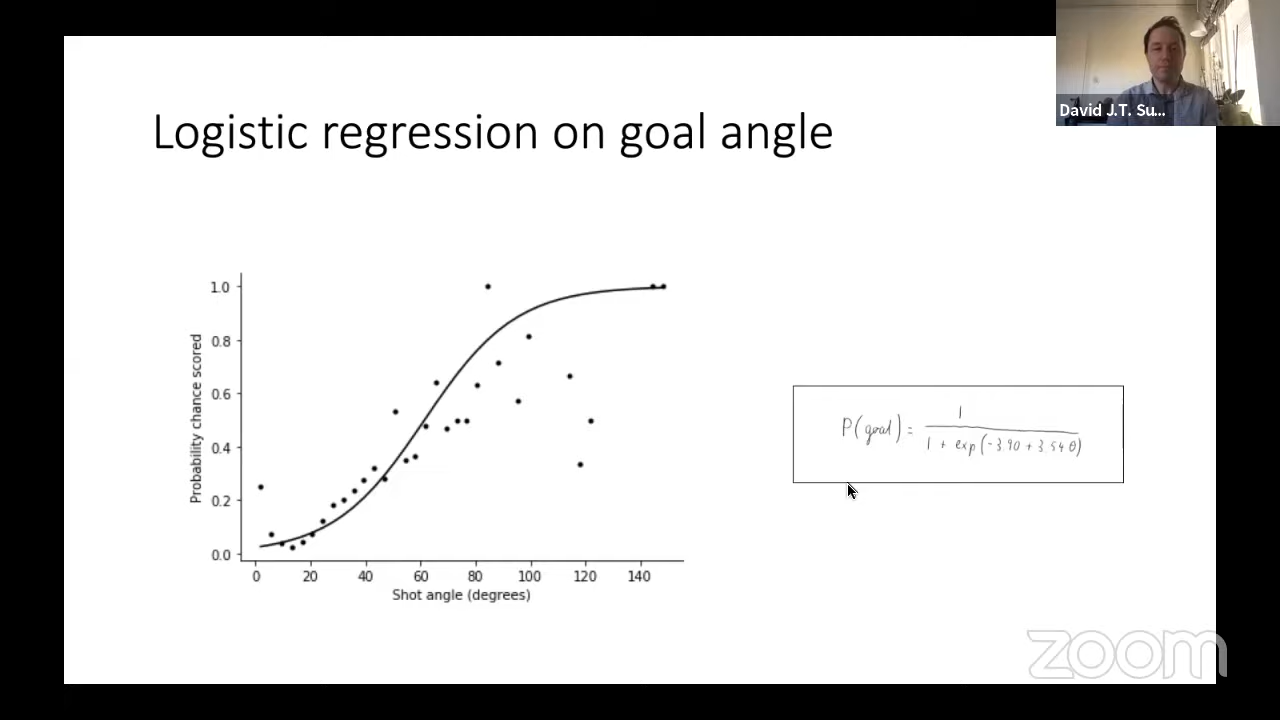 David J.T. Su...
Logistic regression on goal angle
1.0
0.8
0.6
0.4
0.2
0.0
Probability chance scored
0 20 40 60 80 100 120 140
Shot angle (degrees)
P(goal) = 1
1 + exp(-3.90 + 3.54θ)
zoom